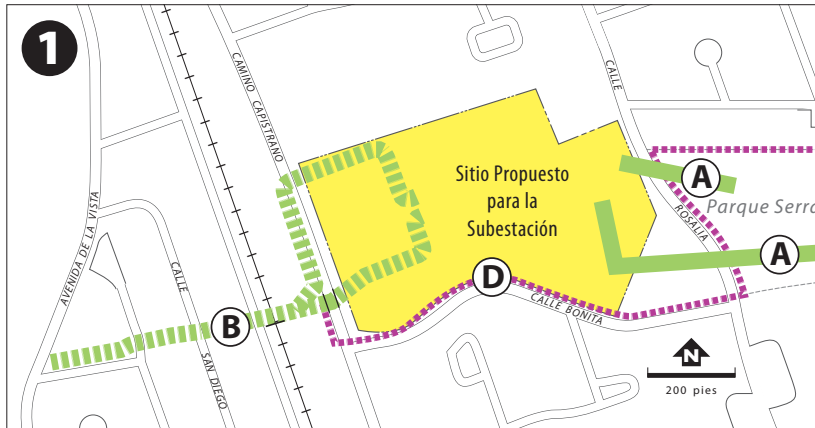 1
CAMINO CAPISTRANO
CALLE
ROSALIA
Sitio Propuesto
para la
Subestación
A
Parque Serra
A
AVENIDA DE LA VISTA
CALLE
SAN DIEGO
B
D
CALLE BONITA
N
200 pies